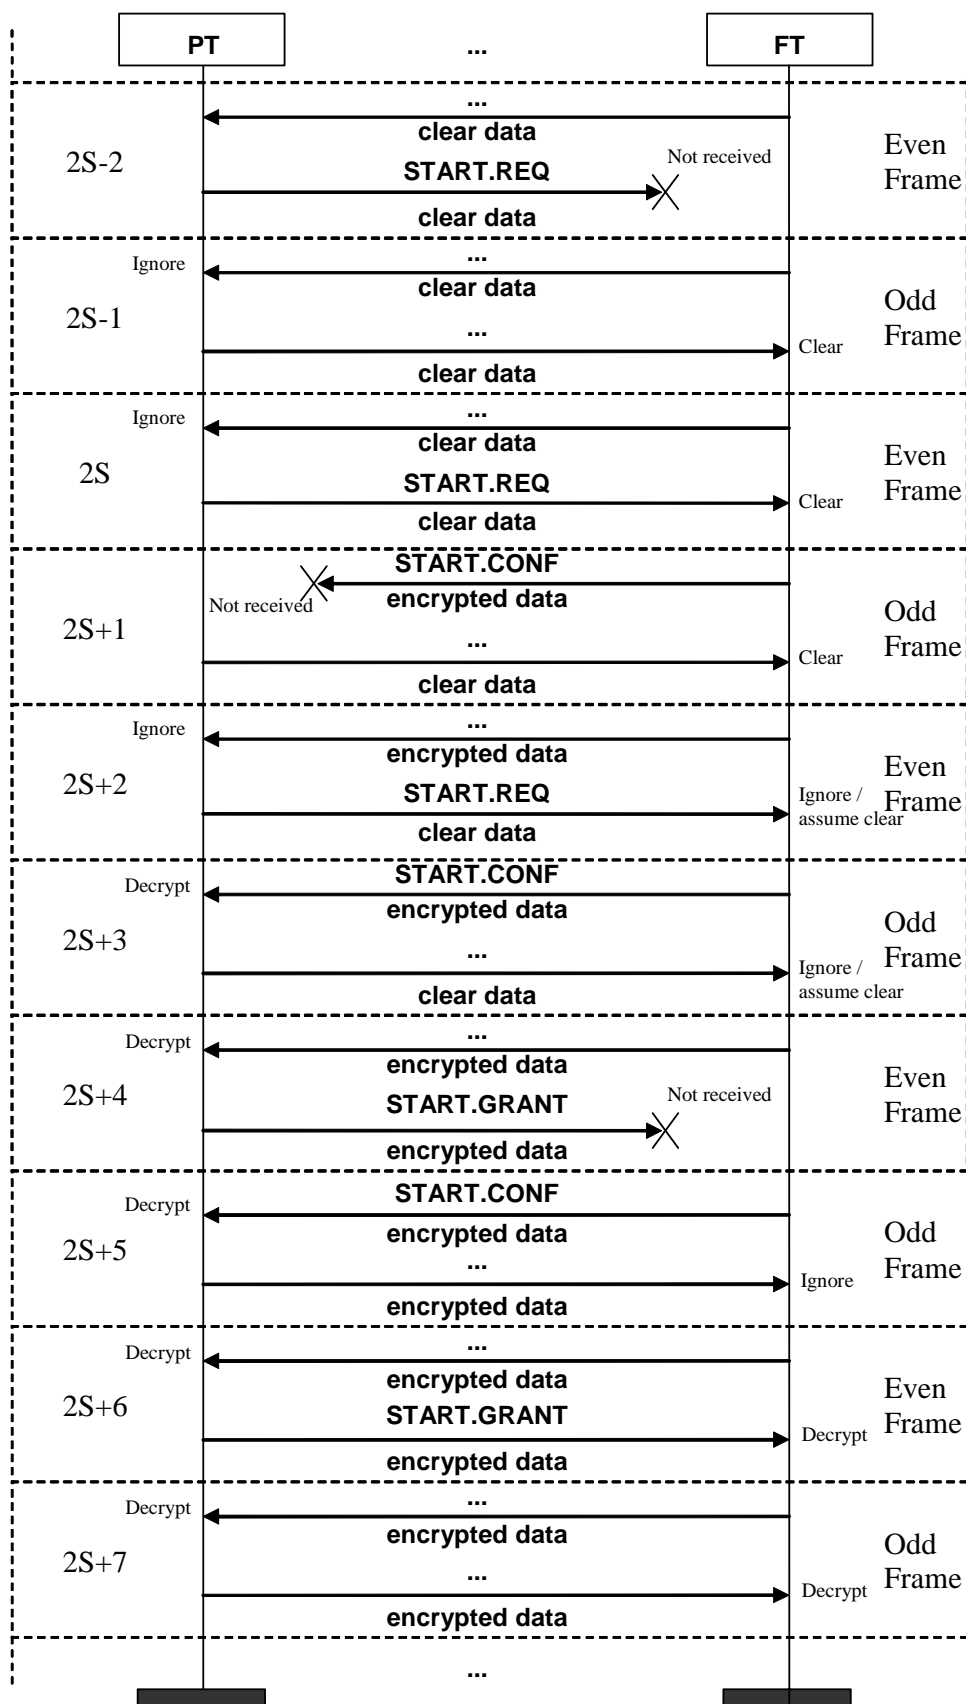 PT
...
FT
...
clear data
2S-2
START.REQ
Not received
clear data
Even
Frame
Ignore
...
clear data
2S-1
...
Clear
clear data
Odd
Frame
Ignore
...
clear data
2S
START.REQ
Clear
clear data
Even
Frame
START.CONF
Not received
encrypted data
2S+1
...
Clear
clear data
Odd
Frame
Ignore
...
encrypted data
2S+2
START.REQ
Ignore /
assume clear
clear data
Even
Frame
START.CONF
Decrypt
encrypted data
2S+3
...
Ignore /
assume clear
clear data
Odd
Frame
Decrypt
...
encrypted data
2S+4
START.GRANT
Not received
encrypted data
Even
Frame
START.CONF
Decrypt
encrypted data
2S+5
...
Ignore
encrypted data
Odd
Frame
Decrypt
...
encrypted data
2S+6
START.GRANT
Decrypt
encrypted data
Even
Frame
Decrypt
...
encrypted data
2S+7
...
Decrypt
encrypted data
Odd
Frame
...